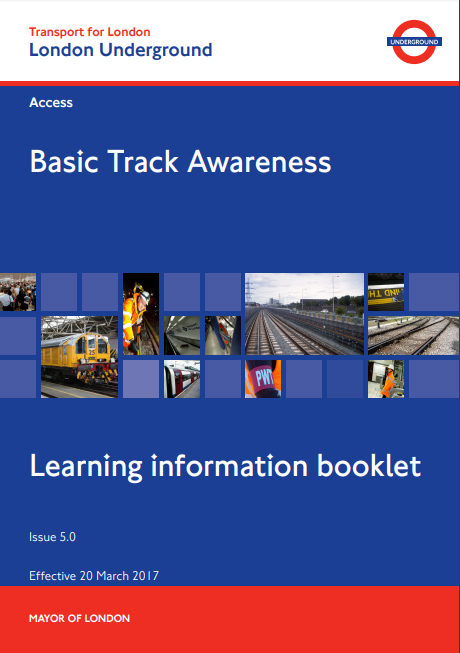 Transport for London
London Underground
UNDERGROUND
Access
Basic Track Awareness
PWT
Learning information booklet
Issue 5.0
Effective 20 March 2017
MAYOR OF LONDON